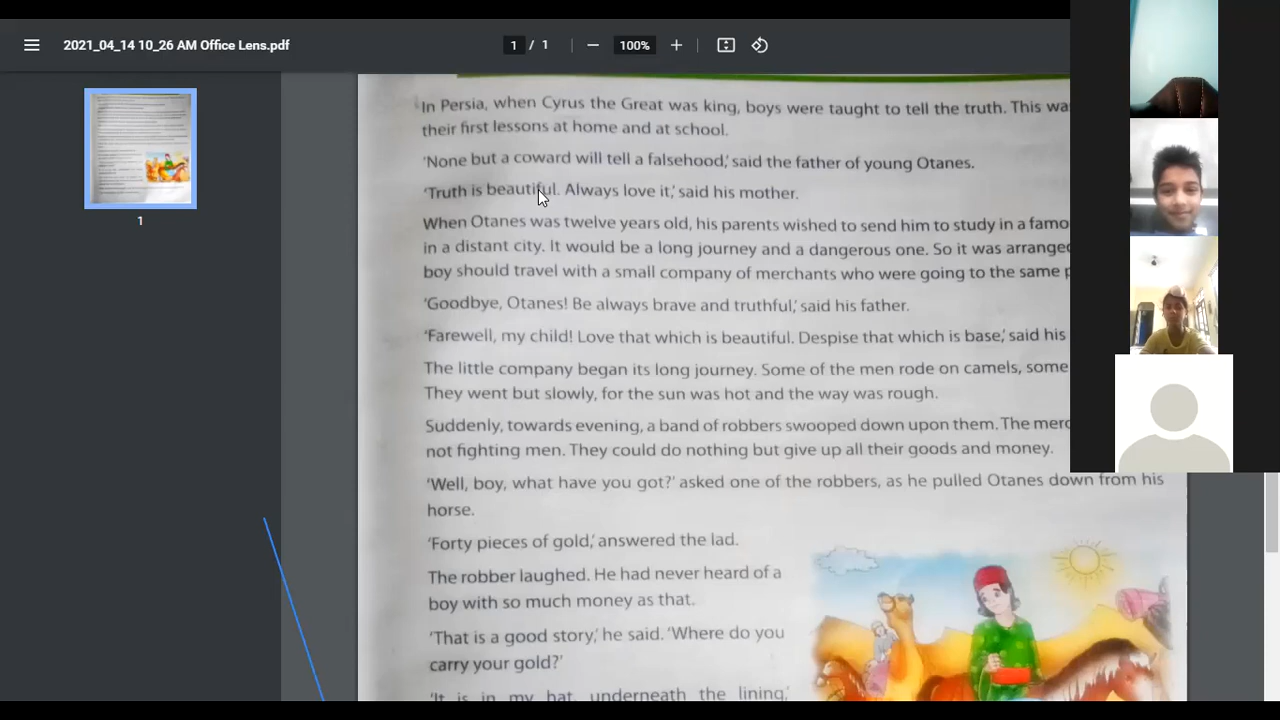 2021_04_14 10_26 AM Office Lens.pdf
1 / 1
100%
1
In Persia, when Cyrus the Great was king, boys were taught to tell the truth. This wa
their first lessons at home and at school.
'None but a coward will tell a falsehood,' said the father of young Otanes.
'Truth is beautiful. Always love it,' said his mother.
When Otanes was twelve years old, his parents wished to send him to study in a famo
in a distant city. It would be a long journey and a dangerous one. So it was arranged
boy should travel with a small company of merchants who were going to the same p
'Goodbye, Otanes! Be always brave and truthful,' said his father.
'Farewell, my child! Love that which is beautiful. Despise that which is base,' said his
The little company began its long journey. Some of the men rode on camels, some
They went but slowly, for the sun was hot and the way was rough.
Suddenly, towards evening, a band of robbers swooped down upon them. The merc
not fighting men. They could do nothing but give up all their goods and money.
'Well, boy, what have you got?' asked one of the robbers, as he pulled Otanes down from his
horse.
'Forty pieces of gold,' answered the lad.
The robber laughed. He had never heard of a
boy with so much money as that.
'That is a good story,' he said. 'Where do you
carry your gold?'
'It is in my hat, underneath the lining,'